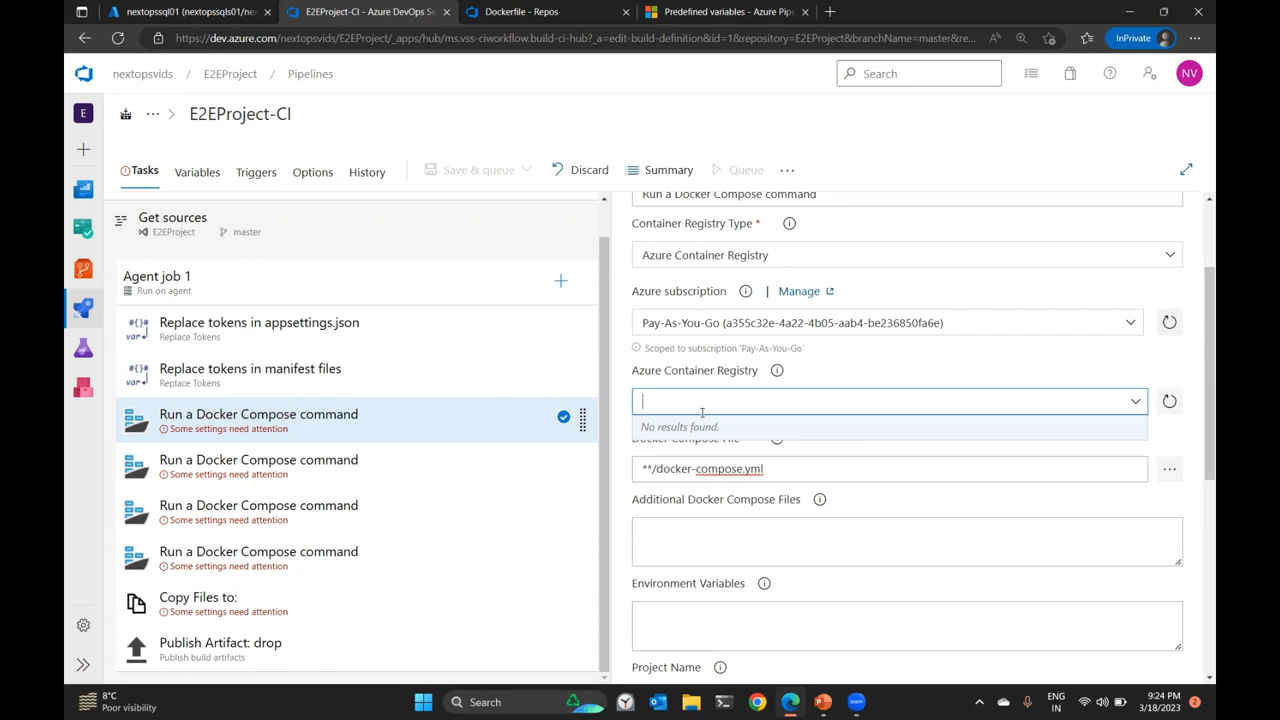 nextopssql01 (nextopssqls01/ne
E2EProject-CI - Azure DevOps Se
Dockerfile - Repos
Predefined variables - Azure Pip
https://dev.azure.com/nextopsvids/E2EProject/_apps/hub/ms.vss-ciworkflow.build-ci-hub?_a=edit-build-definition&id=1&repository=E2EProject&branchName=master&re...
InPrivate
nextopsvids / E2EProject / Pipelines
Search
NV
E
E2EProject-CI
Tasks
Variables
Triggers
Options
History
Save & queue
Discard
Summary
Queue
Get sources
E2EProject
master
Agent job 1
Run on agent
Replace tokens in appsettings.json
Replace Tokens
Replace tokens in manifest files
Replace Tokens
Run a Docker Compose command
Some settings need attention
Run a Docker Compose command
Some settings need attention
Run a Docker Compose command
Some settings need attention
Run a Docker Compose command
Some settings need attention
Copy Files to:
Some settings need attention
Publish Artifact: drop
Publish build artifacts
Run a Docker Compose command
Container Registry Type *
Azure Container Registry
Azure subscription | Manage
Pay-As-You-Go (a355c32e-4a22-4b05-aab4-be236850fa6e)
Scoped to subscription 'Pay-As-You-Go'
Azure Container Registry
No results found.
Docker Compose File
**/docker-compose.yml
Additional Docker Compose Files
Environment Variables
Project Name
8°C
Poor visibility
Search
ENG
IN
9:24 PM
3/18/2023
2